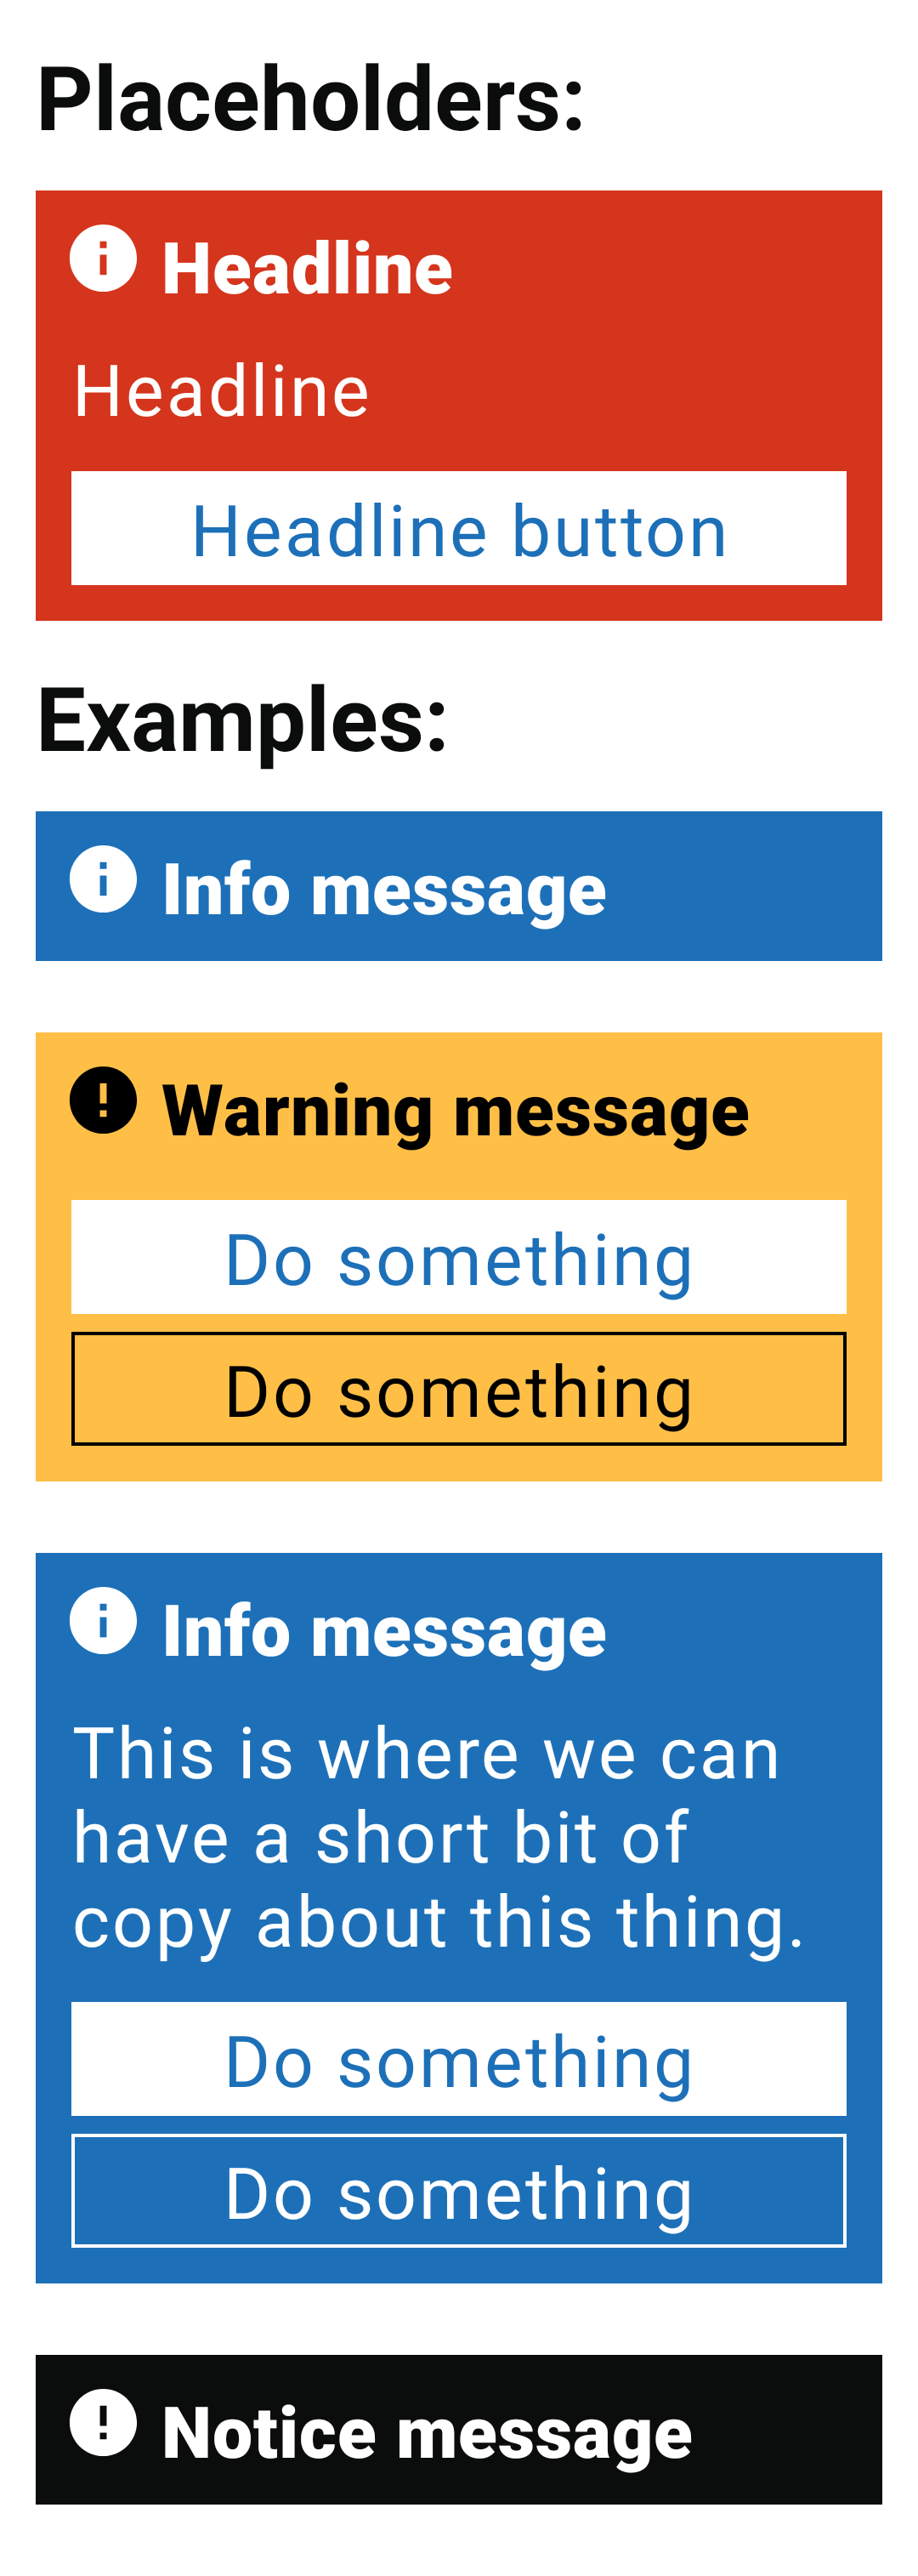 Placeholders:
Headline
Headline
Headline button
Examples:
Info message
Warning message
Do something
Do something
Info message
This is where we can
have a short bit of
copy about this thing.
Do something
Do something
Notice message